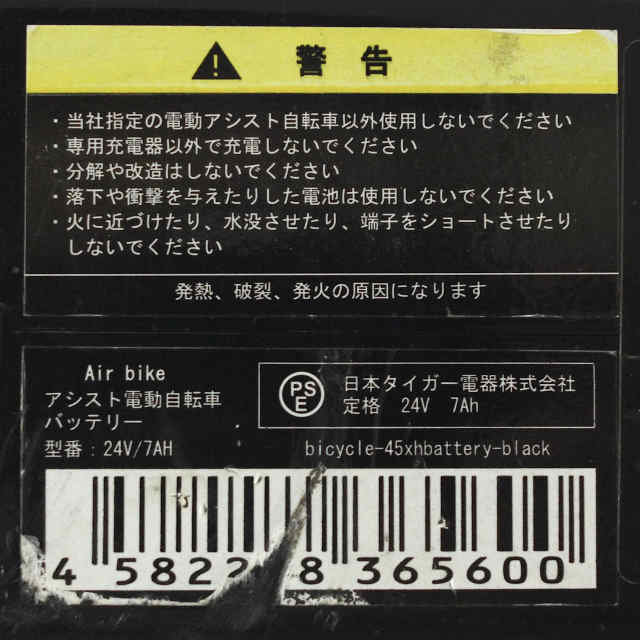 警 告
・当社指定の電動アシスト自転車以外使用しないでください
・専用充電器以外で充電しないでください
・分解や改造はしないでください
・落下や衝撃を与えたりした電池は使用しないでください
・火に近づけたり、水没させたり、端子をショートさせたり
しないでください
発熱、破裂、発火の原因になります
Air bike
アシスト電動自転車
バッテリー
型番：24V/7AH
PSE
日本タイガー電器株式会社
定格 24V 7Ah
bicycle-45xhbattery-black
4 5822 8 365600